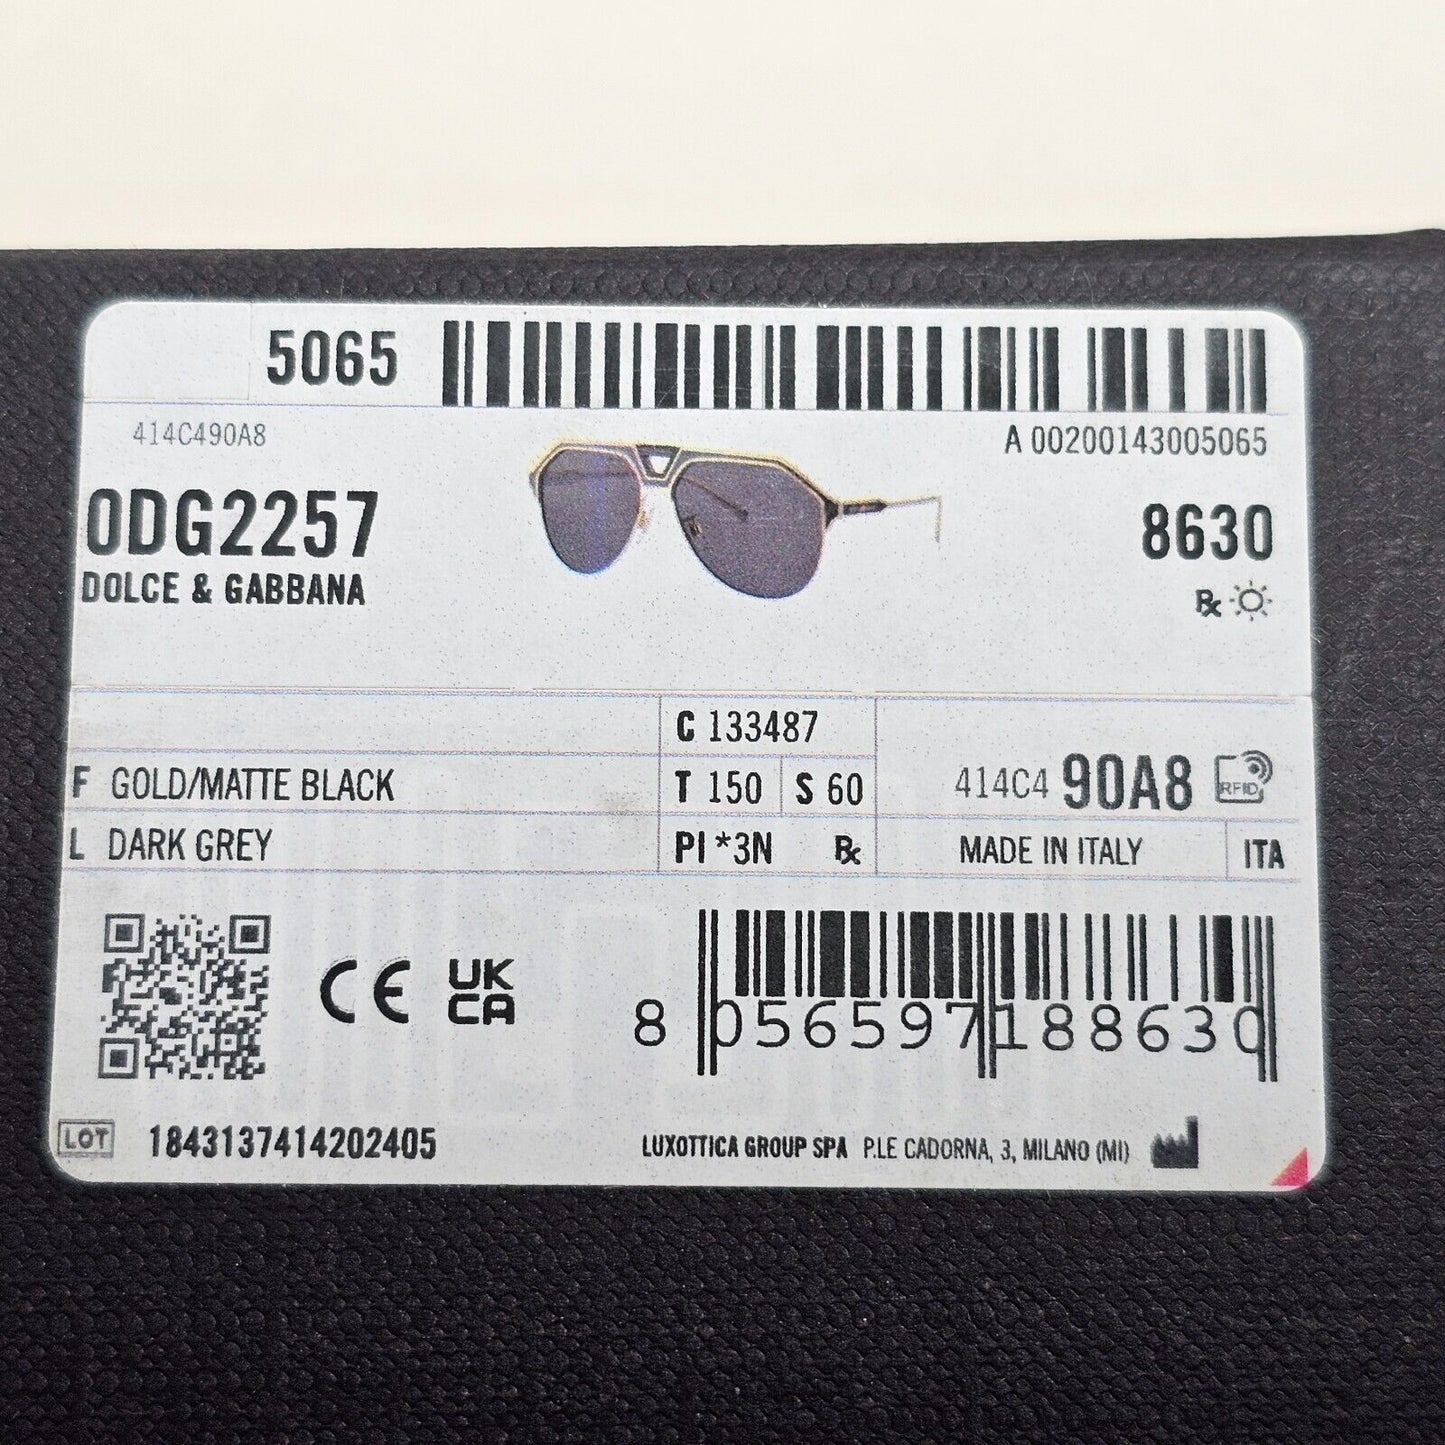 5065
A 00200143005065
414C490A8
0DG2257
DOLCE & GABBANA
8630
Rx
C 133487
F GOLD/MATTE BLACK
T 150 S 60
414C4 90A8 RFID
L DARK GREY
PI *3N Rx
MADE IN ITALY ITA
CE UK CA
8 056597 188630
LOT 1843137414202405
LUXOTTICA GROUP SPA P.LE CADORNA, 3, MILANO (MI)